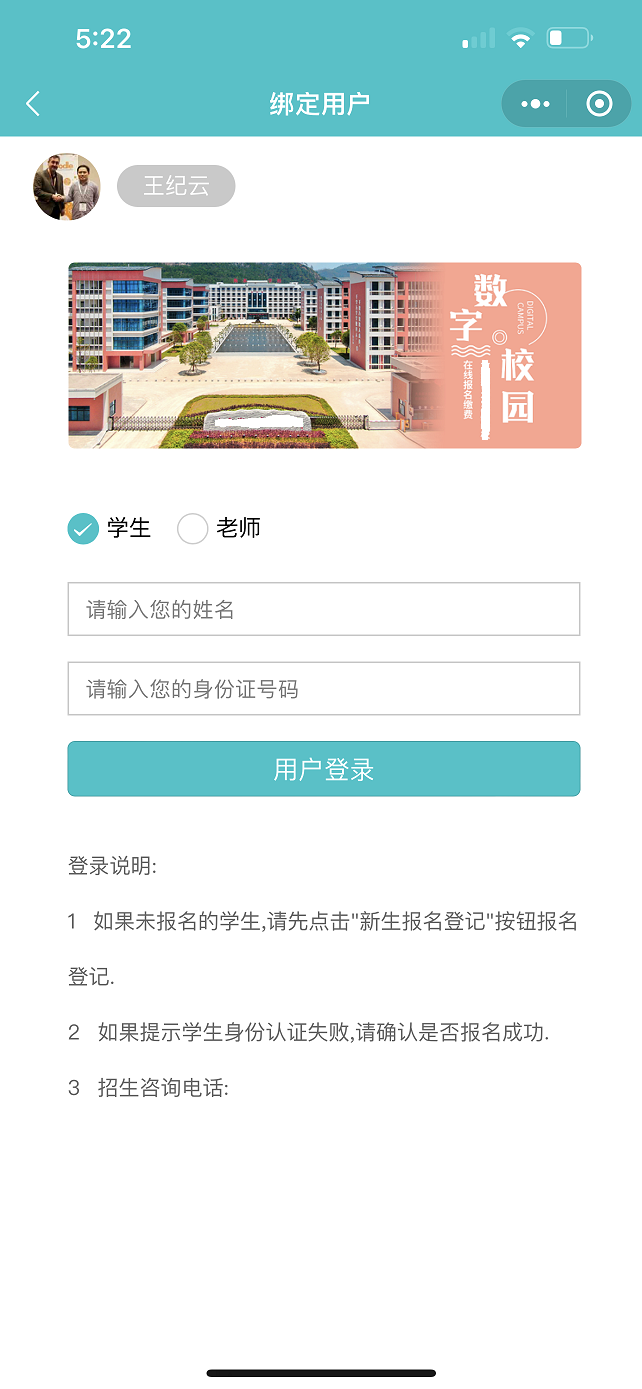 5:22
绑定用户
王纪云
数字校园
DIGITAL CAMPUS
在线报名缴费
学生
老师
请输入您的姓名
请输入您的身份证号码
用户登录
登录说明:
1 如果未报名的学生,请先点击"新生报名登记"按钮报名
登记.
2 如果提示学生身份认证失败,请确认是否报名成功.
3 招生咨询电话: